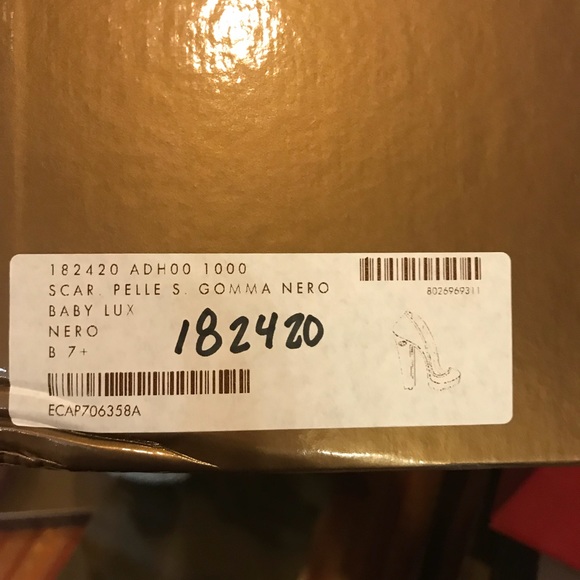 182420 ADH00 1000
SCAR. PELLE S. GOMMA NERO
BABY LUX
NERO
B 7+
182420
8026969311
ECAP706358A